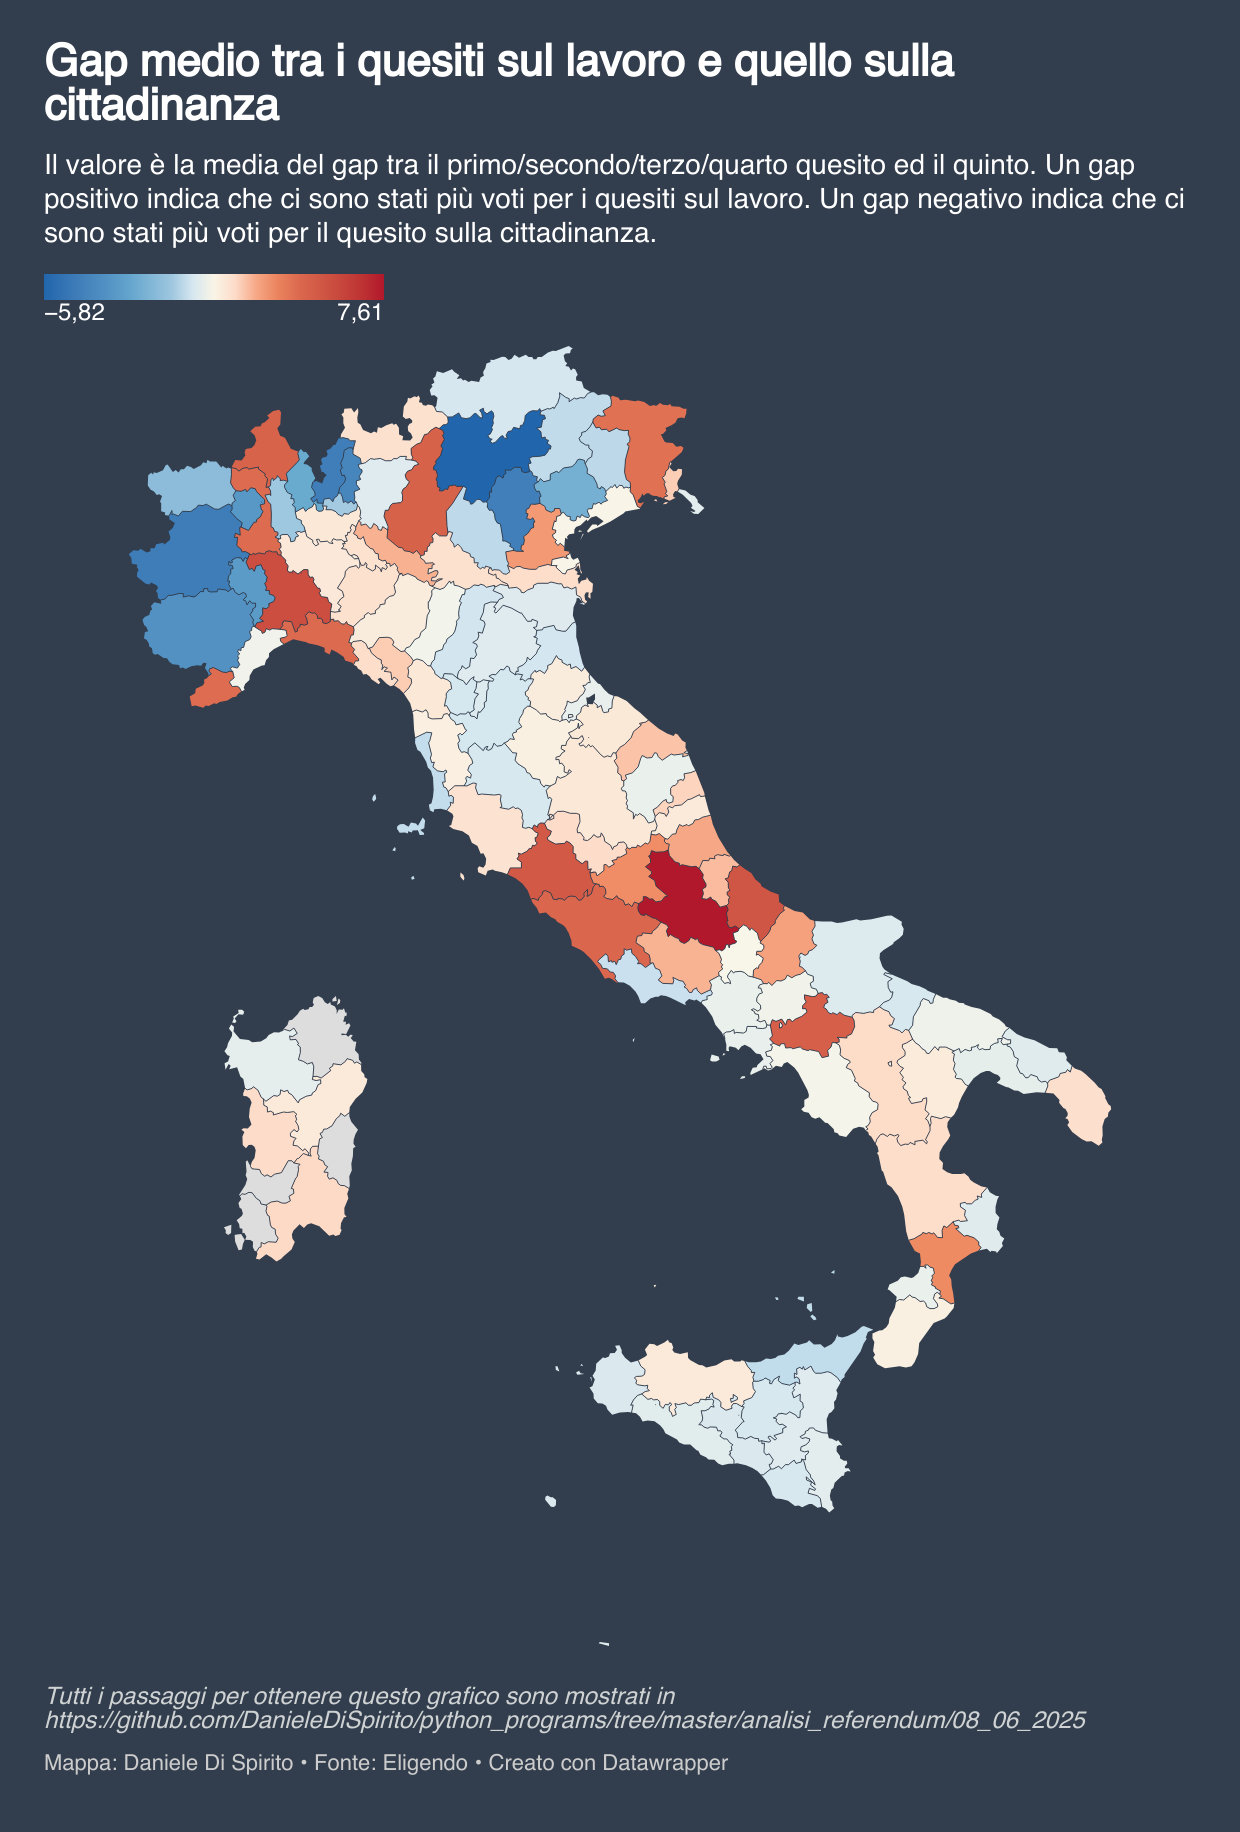 Gap medio tra i quesiti sul lavoro e quello sulla
cittadinanza
Il valore è la media del gap tra il primo/secondo/terzo/quarto quesito ed il quinto. Un gap
positivo indica che ci sono stati più voti per i quesiti sul lavoro. Un gap negativo indica che ci
sono stati più voti per il quesito sulla cittadinanza.
−5,82 7,61
Tutti i passaggi per ottenere questo grafico sono mostrati in
https://github.com/DanieleDiSpirito/python_programs/tree/master/analisi_referendum/08_06_2025
Mappa: Daniele Di Spirito • Fonte: Eligendo • Creato con Datawrapper